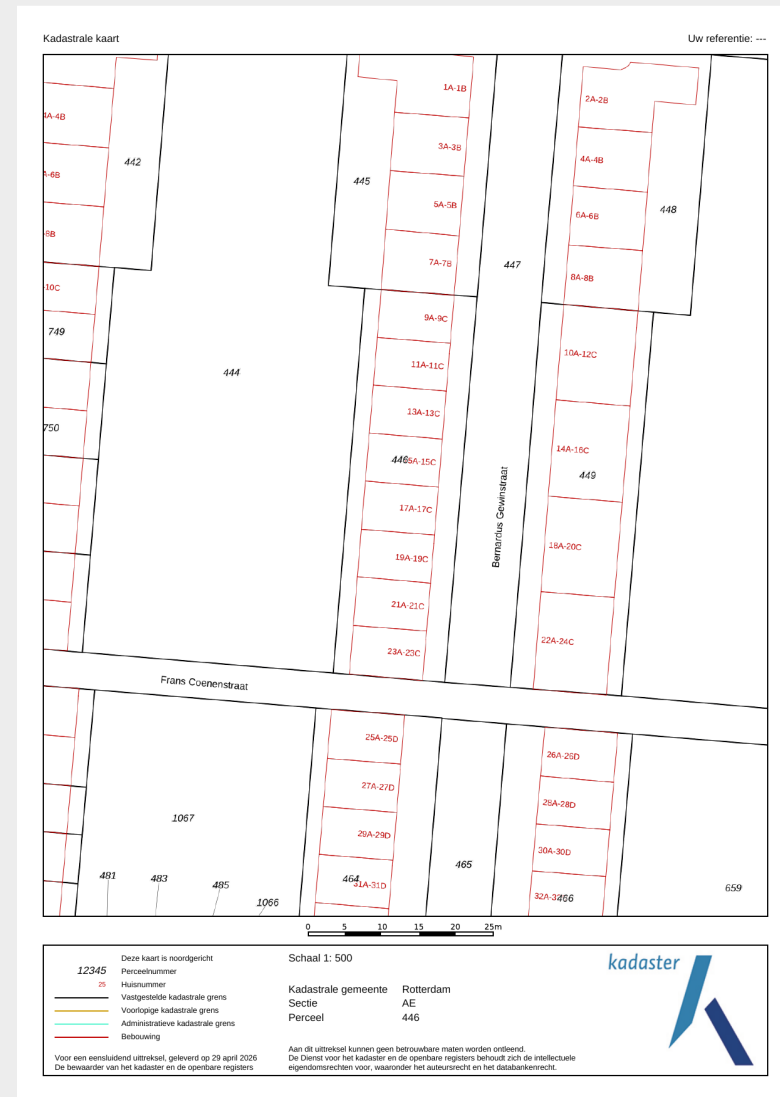 Kadastrale kaart
Uw referentie: ---
1A-1B
2A-2B
4A-4B
3A-3B
4A-4B
442
A-6B
445
5A-5B
6A-6B
448
-8B
7A-7B
447
8A-8B
-10C
9A-9C
749
10A-12C
11A-11C
444
13A-13C
750
14A-16C
446
5A-15C
449
17A-17C
Bernardus Gewinstraat
18A-20C
19A-19C
21A-21C
22A-24C
23A-23C
Frans Coenenstraat
25A-25D
26A-26D
27A-27D
28A-28D
1067
29A-29D
30A-30D
465
481
483
485
464
31A-31D
659
1066
32A-3
466
0 5 10 15 20 25m
Deze kaart is noordgericht
12345 Perceelnummer
25 Huisnummer
Vastgestelde kadastrale grens
Voorlopige kadastrale grens
Administratieve kadastrale grens
Bebouwing
Voor een eensluidend uittreksel, geleverd op 29 april 2026
De bewaarder van het kadaster en de openbare registers
Schaal 1: 500
Kadastrale gemeente Rotterdam
Sectie AE
Perceel 446
Aan dit uittreksel kunnen geen betrouwbare maten worden ontleend.
De Dienst voor het kadaster en de openbare registers behoudt zich de intellectuele
eigendomsrechten voor, waaronder het auteursrecht en het databankenrecht.
kadaster